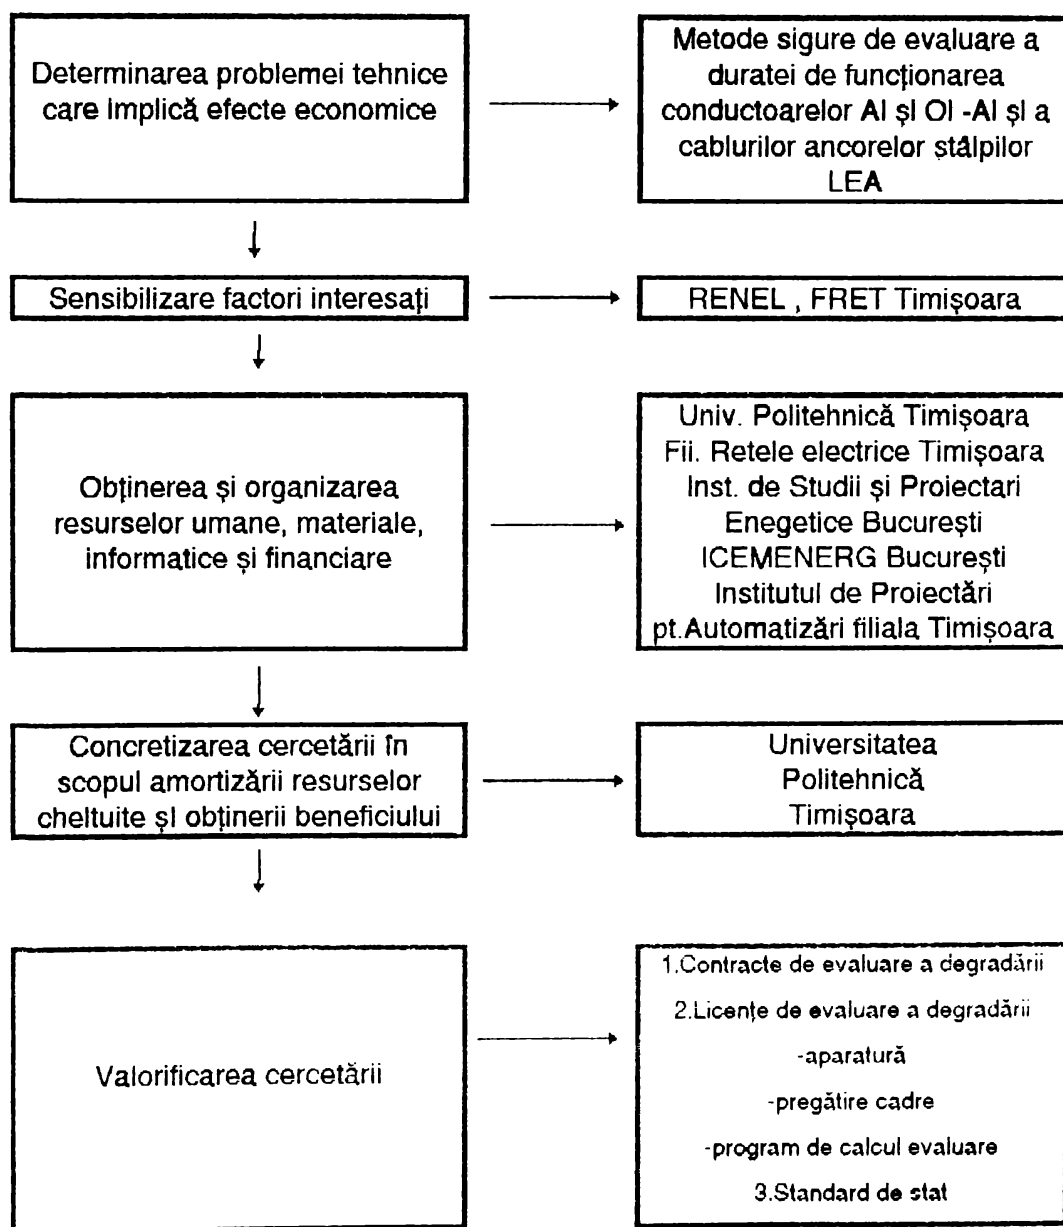 Determinarea problemei tehnice
care implică efecte economice
Metode sigure de evaluare a
duratei de funcționarea
conductoarelor Al și Ol -Al și a
cablurilor ancorelor stâlpilor
LEA
Sensibilizare factori interesați
RENEL , FRET Timișoara
Obținerea și organizarea
resurselor umane, materiale,
informatice și financiare
Univ. Politehnică Timișoara
Fii. Retele electrice Timișoara
Inst. de Studii și Proiectari
Enegetice București
ICEMENERG București
Institutul de Proiectări
pt.Automatizări filiala Timișoara
Concretizarea cercetării în
scopul amortizării resurselor
cheltuite și obținerii beneficiului
Universitatea
Politehnică
Timișoara
Valorificarea cercetării
1.Contracte de evaluare a degradării
2.Licențe de evaluare a degradării
-aparatură
-pregătire cadre
-program de calcul evaluare
3.Standard de stat